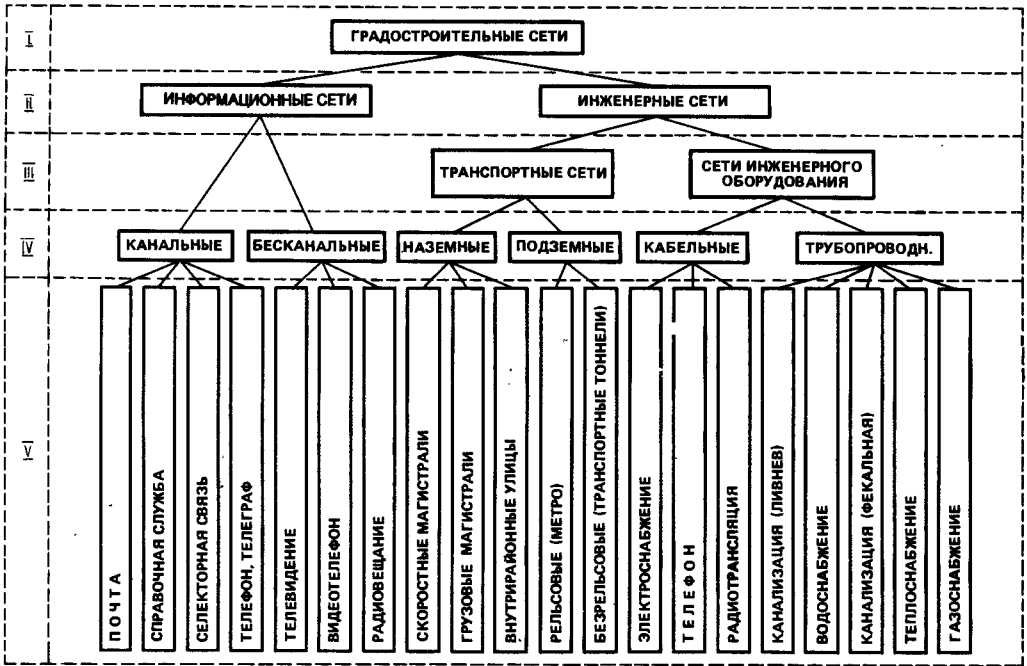 I
ГРАДОСТРОИТЕЛЬНЫЕ СЕТИ
II
ИНФОРМАЦИОННЫЕ СЕТИ
ИНЖЕНЕРНЫЕ СЕТИ
III
ТРАНСПОРТНЫЕ СЕТИ
СЕТИ ИНЖЕНЕРНОГО
ОБОРУДОВАНИЯ
IV
КАНАЛЬНЫЕ
БЕСКАНАЛЬНЫЕ
НАЗЕМНЫЕ
ПОДЗЕМНЫЕ
КАБЕЛЬНЫЕ
ТРУБОПРОВОДН.
V
ПОЧТА
СПРАВОЧНАЯ СЛУЖБА
СЕЛЕКТОРНАЯ СВЯЗЬ
ТЕЛЕФОН, ТЕЛЕГРАФ
ТЕЛЕВИДЕНИЕ
ВИДЕОТЕЛЕФОН
РАДИОВЕЩАНИЕ
СКОРОСТНЫЕ МАГИСТРАЛИ
ГРУЗОВЫЕ МАГИСТРАЛИ
ВНУТРИРАЙОННЫЕ УЛИЦЫ
РЕЛЬСОВЫЕ (МЕТРО)
БЕЗРЕЛЬСОВЫЕ (ТРАНСПОРТНЫЕ ТОННЕЛИ)
ЭЛЕКТРОСНАБЖЕНИЕ
ТЕЛЕФОН
РАДИОТРАНСЛЯЦИЯ
КАНАЛИЗАЦИЯ (ЛИВНЕВ)
ВОДОСНАБЖЕНИЕ
КАНАЛИЗАЦИЯ (ФЕКАЛЬНАЯ)
ТЕПЛОСНАБЖЕНИЕ
ГАЗОСНАБЖЕНИЕ